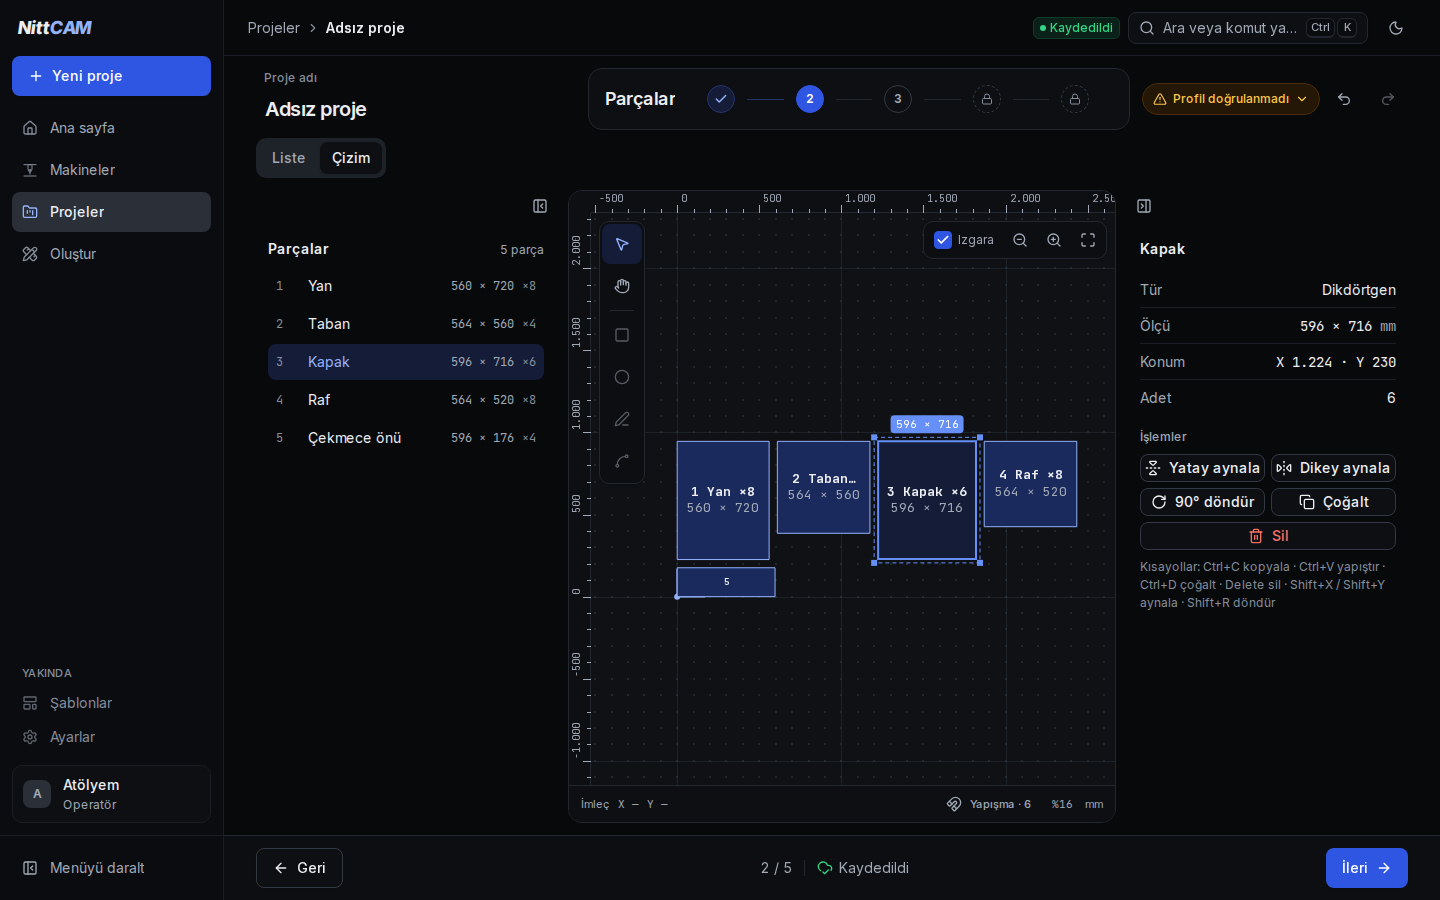 NittCAM
Yeni proje
Ana sayfa
Makineler
Projeler
Oluştur
YAKINDA
Şablonlar
Ayarlar
A
Atölyem
Operatör
Menüyü daralt
Projeler > Adsız proje
Kaydedildi
Ara veya komut ya…
Ctrl K
Proje adı
Adsız proje
Parçalar
2
3
Profil doğrulanmadı
Liste
Çizim
Parçalar
5 parça
1 Yan 560 × 720 ×8
2 Taban 564 × 560 ×4
3 Kapak 596 × 716 ×6
4 Raf 564 × 520 ×8
5 Çekmece önü 596 × 176 ×4
-500 0 500 1.000 1.500 2.000
2.000
1.500
1.000
500
0
-500
-1.000
Izgara
596 × 716
1 Yan ×8
560 × 720
2 Taban…
564 × 560
3 Kapak ×6
596 × 716
4 Raf ×8
564 × 520
5
İmleç X — Y —
Yapışma · 6
%16
mm
Kapak
Tür Dikdörtgen
Ölçü 596 × 716 mm
Konum X 1.224 · Y 230
Adet 6
İşlemler
Yatay aynala
Dikey aynala
90° döndür
Çoğalt
Sil
Kısayollar: Ctrl+C kopyala · Ctrl+V yapıştır ·
Ctrl+D çoğalt · Delete sil · Shift+X / Shift+Y
aynala · Shift+R döndür
Geri
2 / 5
Kaydedildi
İleri